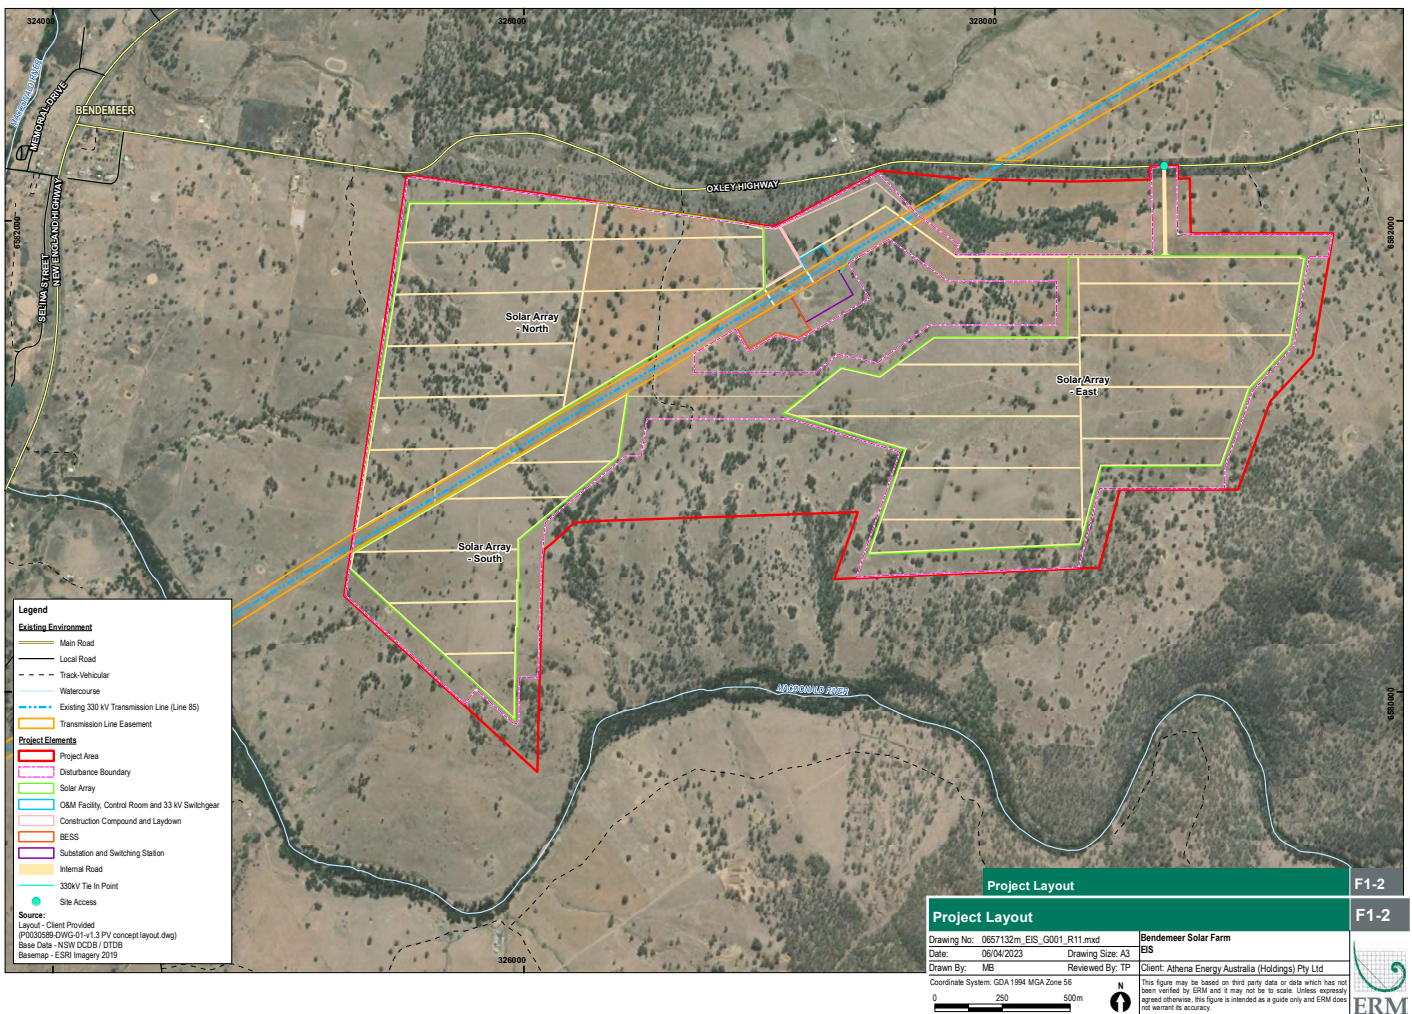 324000
326000
328000
MACDONALD RIVER
MEMORIAL DRIVE
BENDEMEER
OXLEY HIGHWAY
6582000
6582000
SELINA STREET
NEW ENGLAND HIGHWAY
Solar Array
- North
Solar Array
- East
Solar Array
- South
MACDONALD RIVER
6580000
326000
Legend
Existing Environment
Main Road
Local Road
Track-Vehicular
Watercourse
Existing 330 kV Transmission Line (Line 85)
Transmission Line Easement
Project Elements
Project Area
Disturbance Boundary
Solar Array
O&M Facility, Control Room and 33 kV Switchgear
Construction Compound and Laydown
BESS
Substation and Switching Station
Internal Road
330kV Tie In Point
Site Access
Source:
Layout - Client Provided
(P0030589-DWG-01-v1.3 PV concept layout.dwg)
Base Data - NSW DCDB / DTDB
Basemap - ESRI Imagery 2019
Project Layout F1-2
Project Layout F1-2
Drawing No: 0657132m_EIS_G001_R11.mxd
Date: 06/04/2023 Drawing Size: A3
Drawn By: MB Reviewed By: TP
Bendemeer Solar Farm
EIS
Client: Athena Energy Australia (Holdings) Pty Ltd
Coordinate System: GDA 1994 MGA Zone 56
0 250 500m
N
This figure may be based on third party data or data which has not
been verified by ERM and it may not be to scale. Unless expressly
agreed otherwise, this figure is intended as a guide only and ERM does
not warrant its accuracy.
ERM